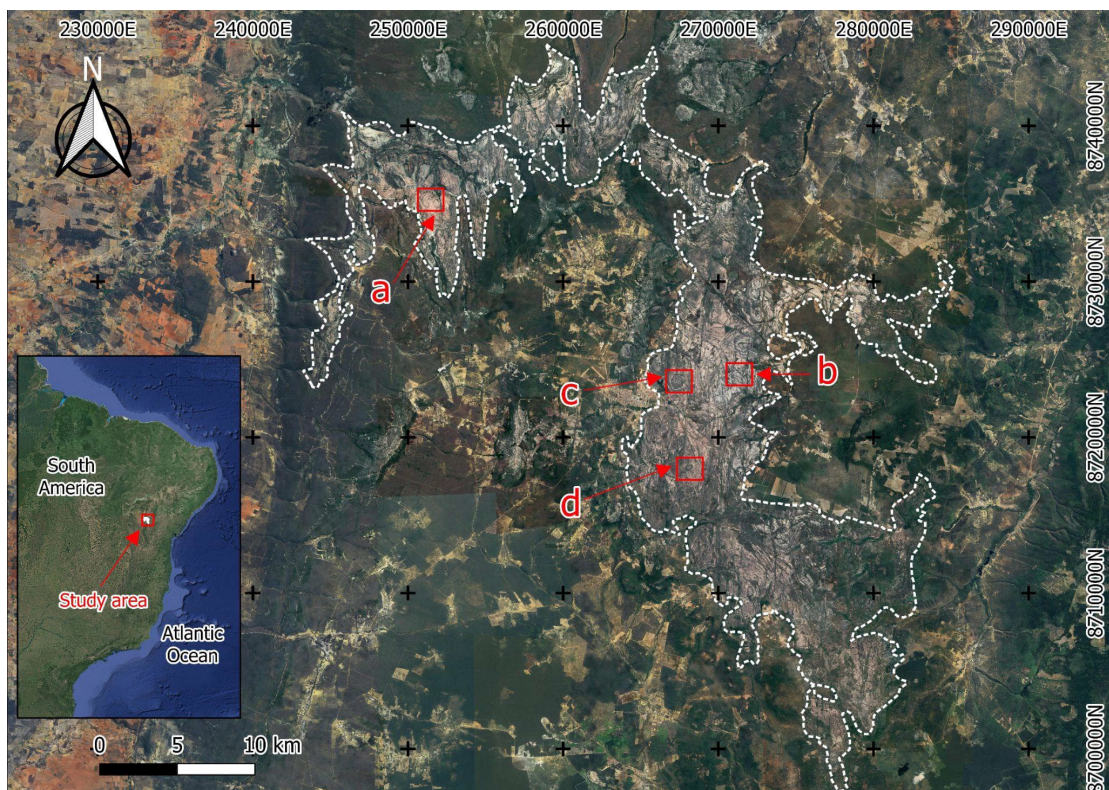 230000E
240000E
250000E
260000E
270000E
280000E
290000E
N
8740000N
a
8730000N
b
c
8720000N
d
South
America
Study area
Atlantic
Ocean
8710000N
0 5 10 km
8700000N